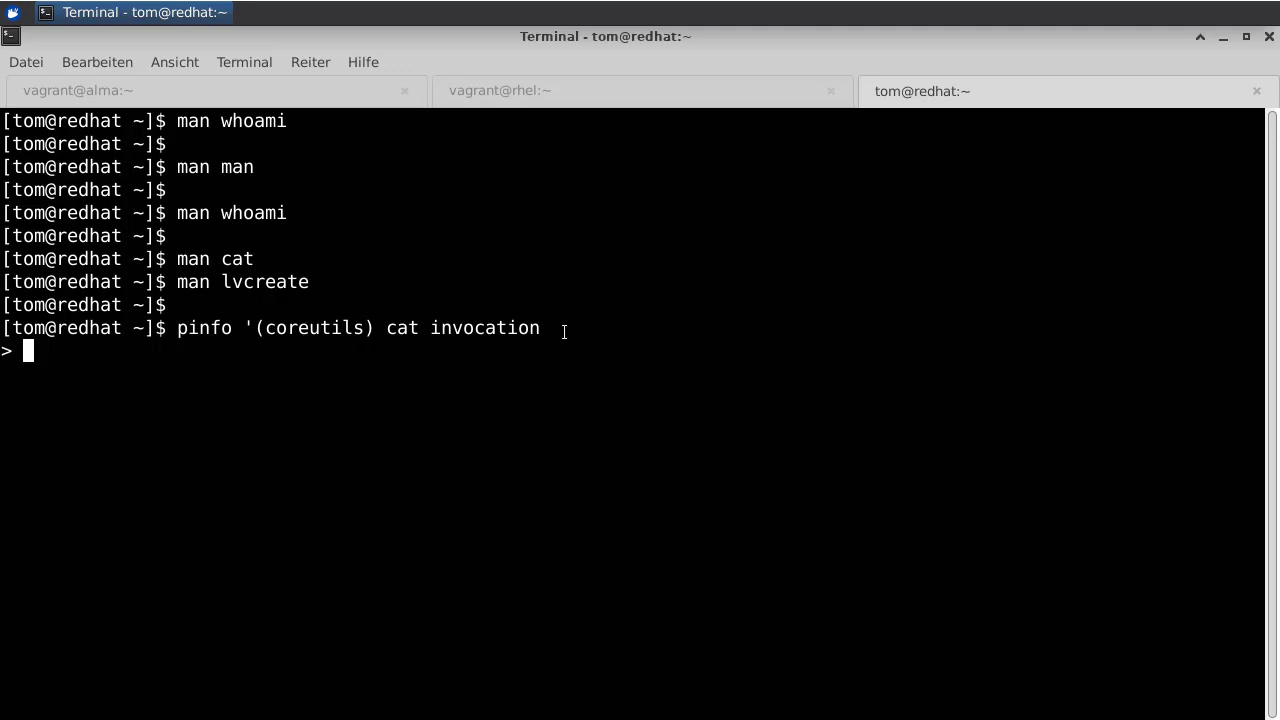 Terminal - tom@redhat:~
Terminal - tom@redhat:~
Datei Bearbeiten Ansicht Terminal Reiter Hilfe
vagrant@alma:~ vagrant@rhel:~ tom@redhat:~
[tom@redhat ~]$ man whoami
[tom@redhat ~]$
[tom@redhat ~]$ man man
[tom@redhat ~]$
[tom@redhat ~]$ man whoami
[tom@redhat ~]$
[tom@redhat ~]$ man cat
[tom@redhat ~]$ man lvcreate
[tom@redhat ~]$
[tom@redhat ~]$ pinfo '(coreutils) cat invocation
>